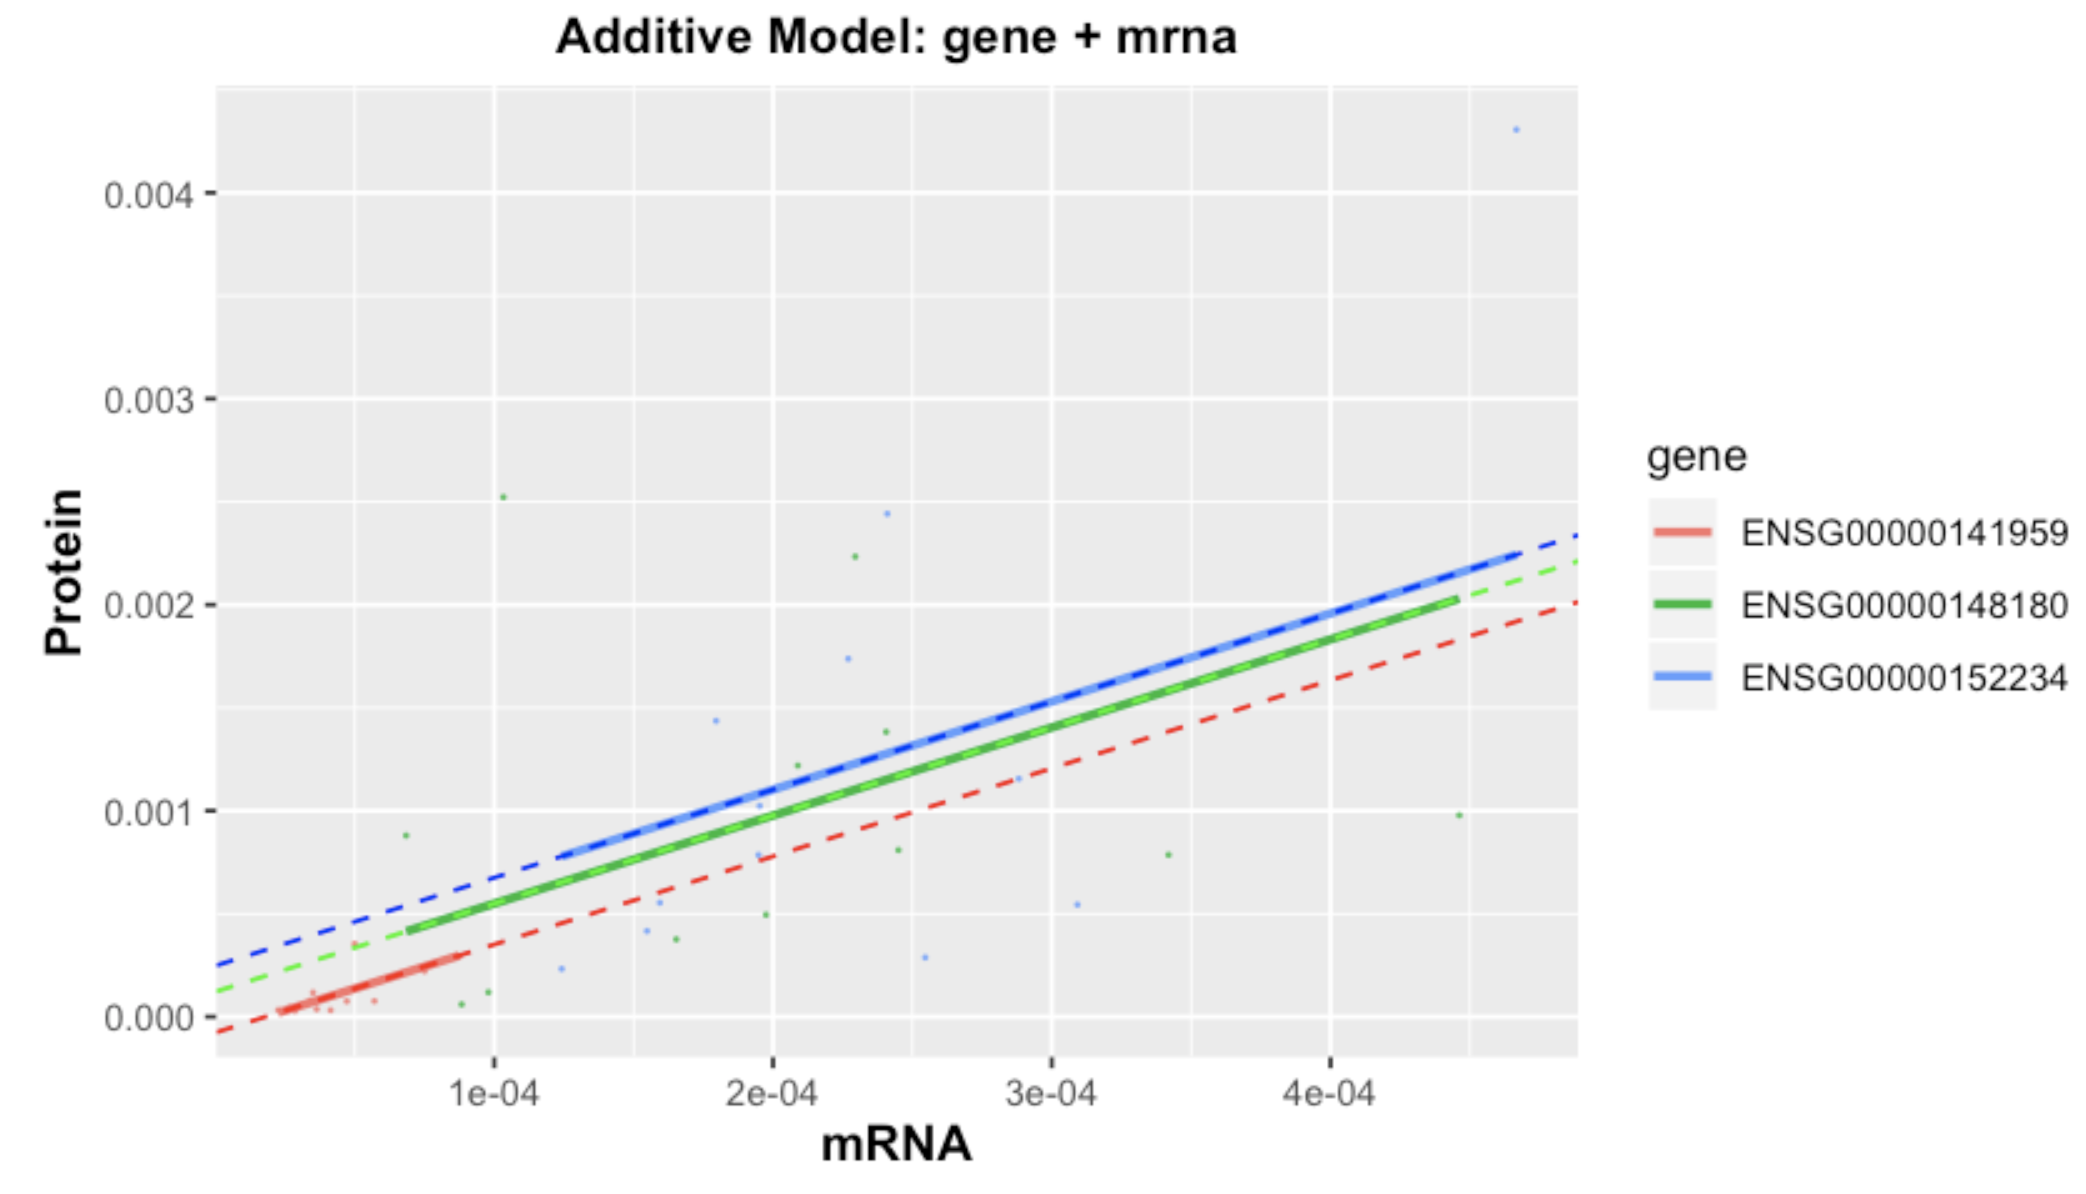 Additive Model: gene + mrna
0.004
0.003
0.002
0.001
0.000
Protein
1e-04 2e-04 3e-04 4e-04
mRNA
gene
ENSG00000141959
ENSG00000148180
ENSG00000152234